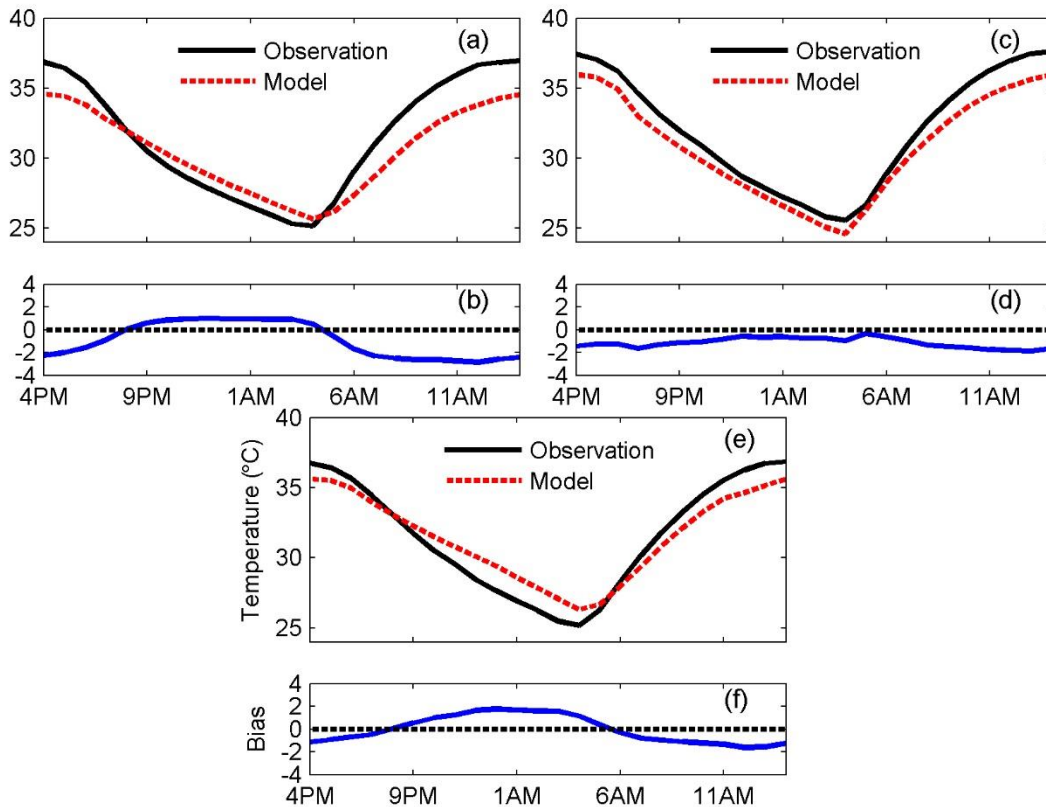 40
35
30
25
(a)
Observation
Model
40
35
30
25
(c)
Observation
Model
4
2
0
-2
-4
(b)
4PM 9PM 1AM 6AM 11AM
4
2
0
-2
-4
(d)
4PM 9PM 1AM 6AM 11AM
Temperature (°C)
40
35
30
25
(e)
Observation
Model
Bias
4
2
0
-2
-4
(f)
4PM 9PM 1AM 6AM 11AM